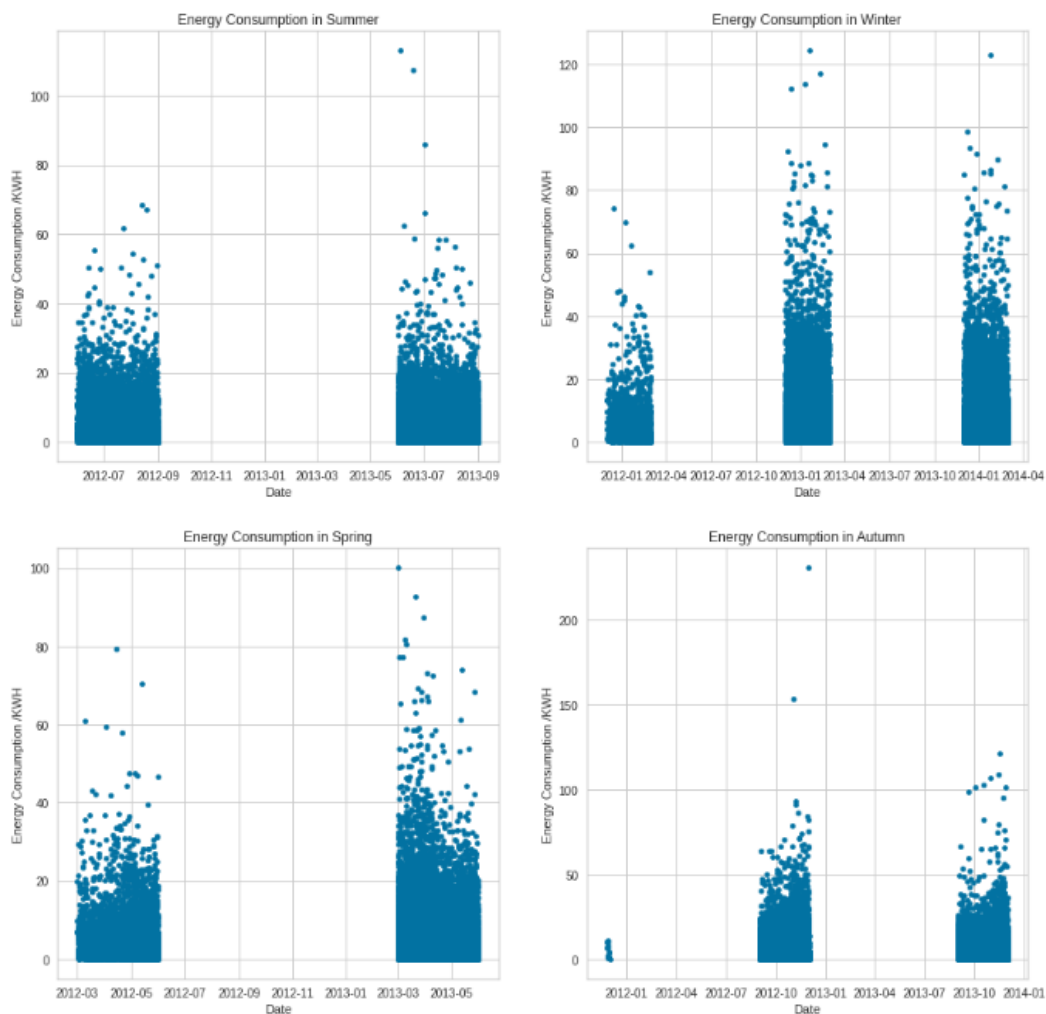 Energy Consumption in Summer
Energy Consumption /KWH
100
80
60
40
20
0
2012-07 2012-09 2012-11 2013-01 2013-03 2013-05 2013-07 2013-09
Date
Energy Consumption in Winter
Energy Consumption /KWH
120
100
80
60
40
20
0
2012-01 2012-04 2012-07 2012-10 2013-01 2013-04 2013-07 2013-10 2014-01 2014-04
Date
Energy Consumption in Spring
Energy Consumption /KWH
100
80
60
40
20
0
2012-03 2012-05 2012-07 2012-09 2012-11 2013-01 2013-03 2013-05
Date
Energy Consumption in Autumn
Energy Consumption /KWH
200
150
100
50
0
2012-01 2012-04 2012-07 2012-10 2013-01 2013-04 2013-07 2013-10 2014-01
Date